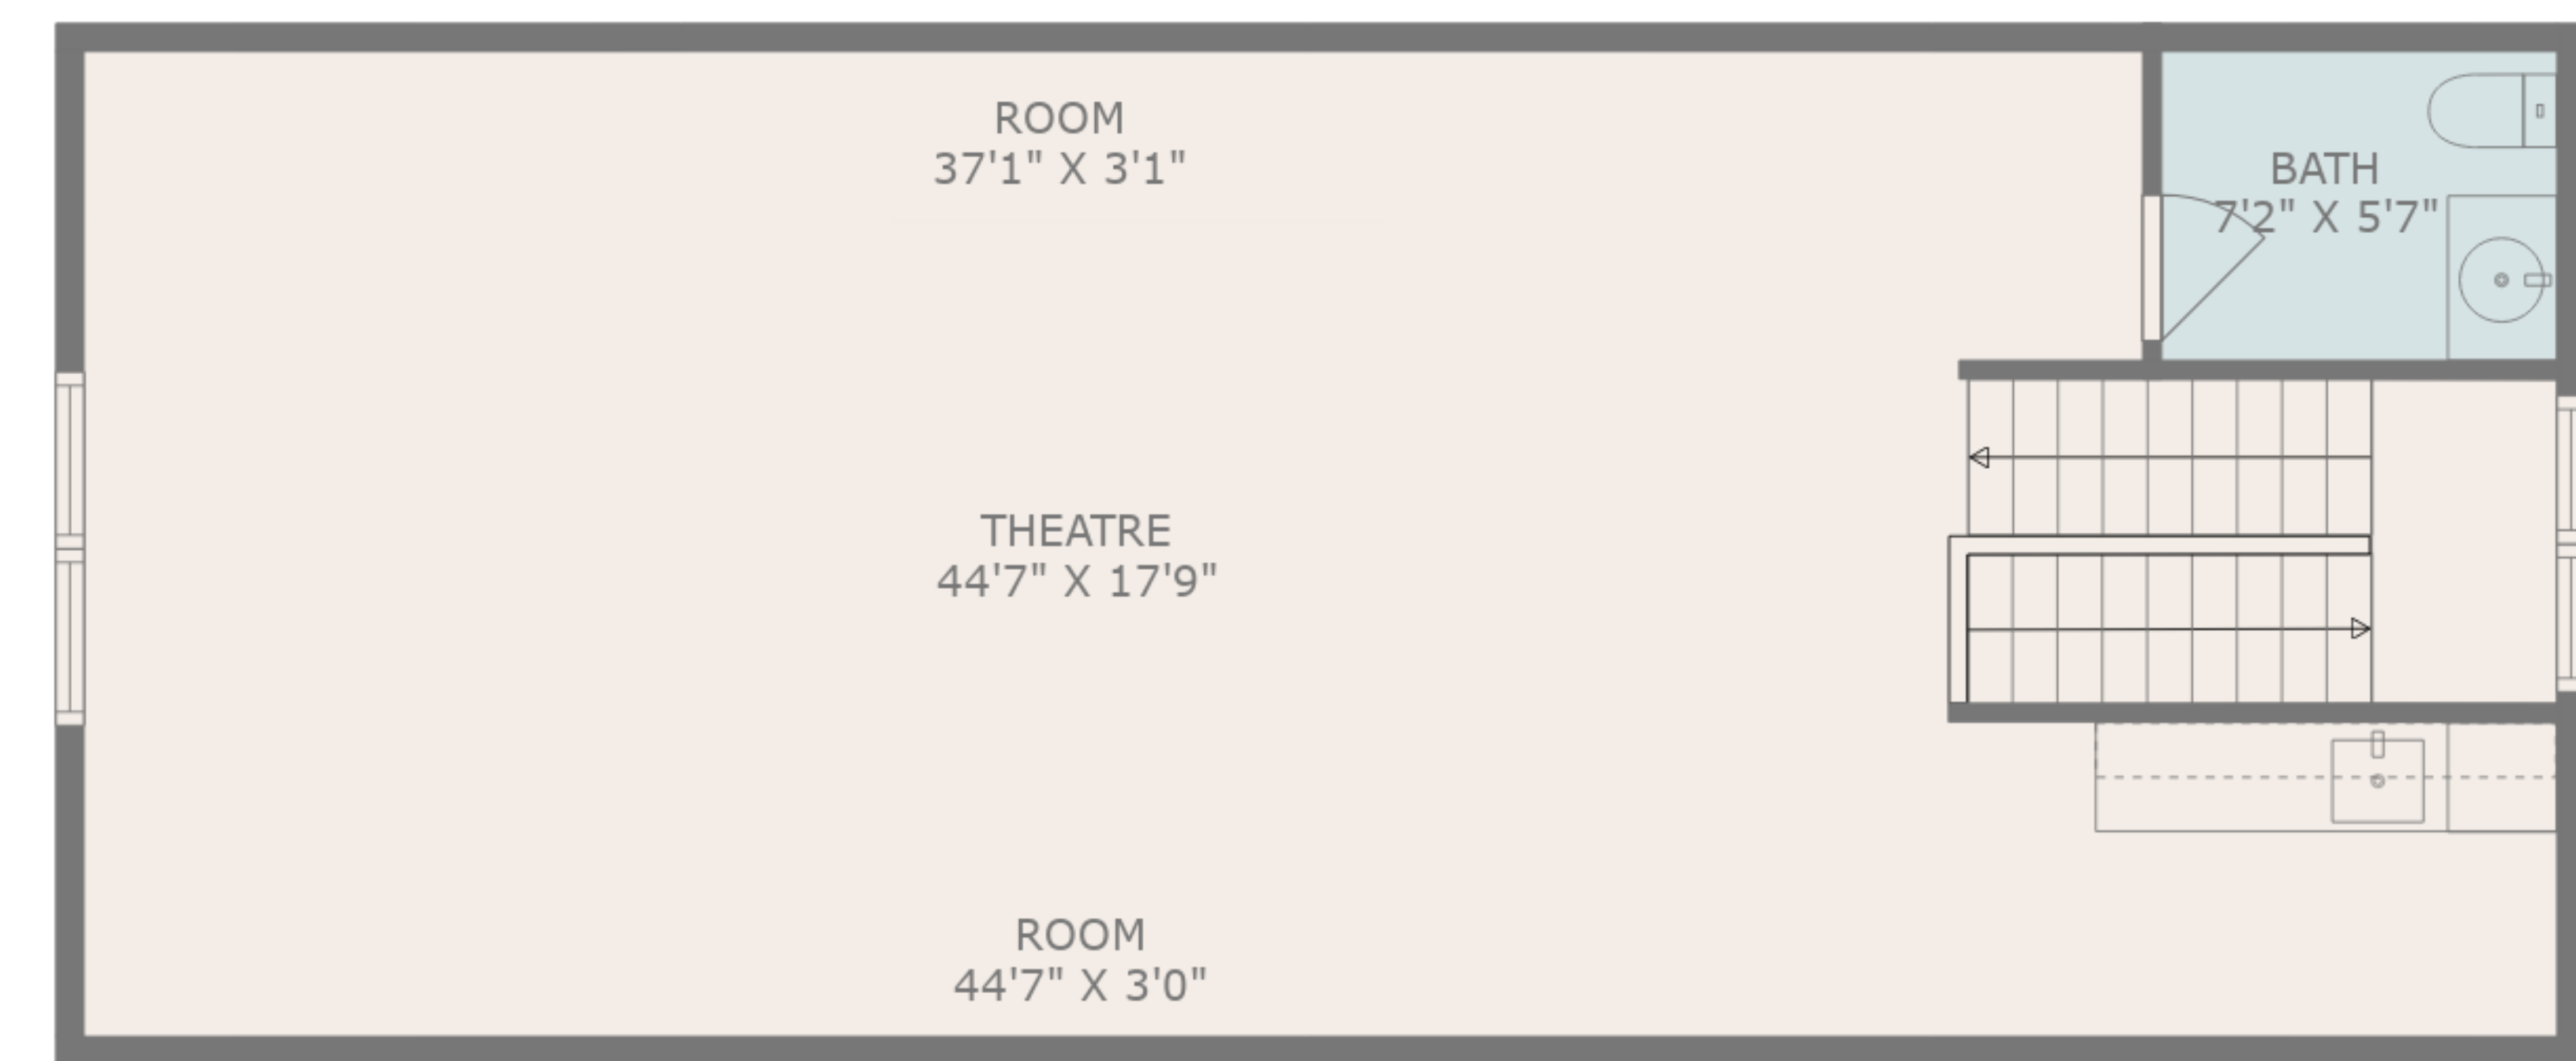 ROOM
37'1" X 3'1"
BATH
7'2" X 5'7"
THEATRE
44'7" X 17'9"
ROOM
44'7" X 3'0"